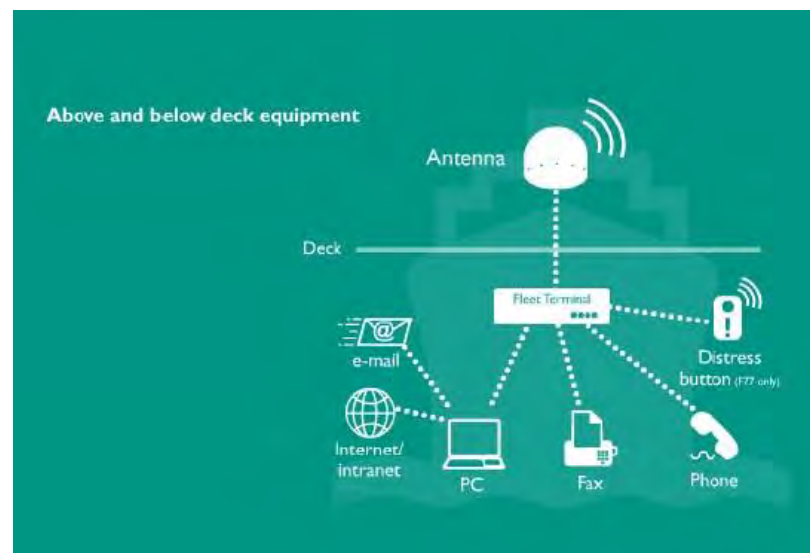 Above and below deck equipment
Antenna
Deck
Fleet Terminal
@
e-mail
Distress
button (F77 only)
Internet/
intranet
PC
Fax
Phone